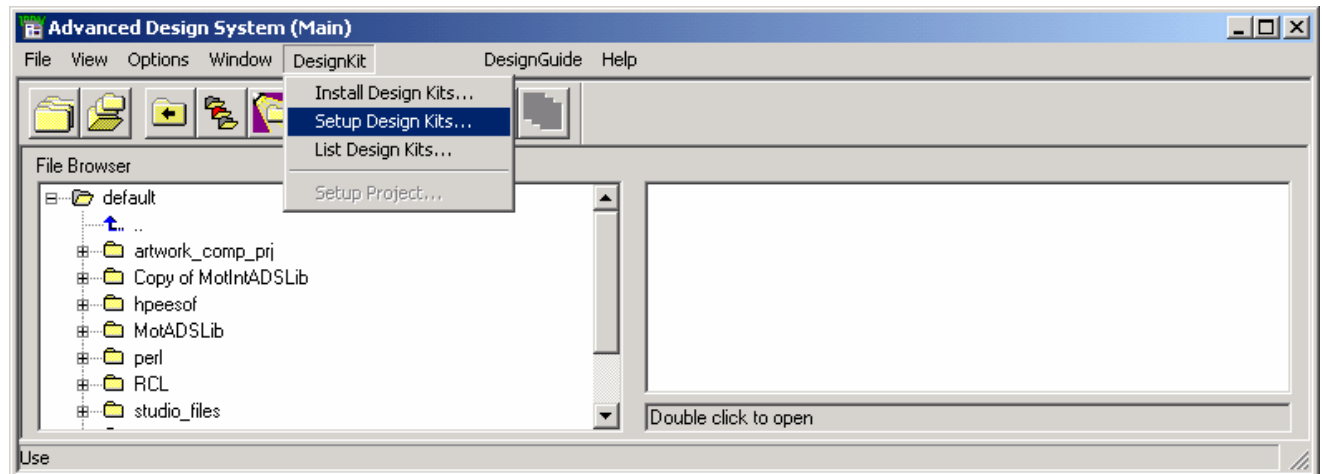 Advanced Design System (Main)
File View Options Window DesignKit DesignGuide Help
Install Design Kits...
Setup Design Kits...
List Design Kits...
Setup Project...
File Browser
default
..
artwork_comp_prj
Copy of MotIntADSLib
hpeesof
MotADSLib
perl
RCL
studio_files
Double click to open
Use